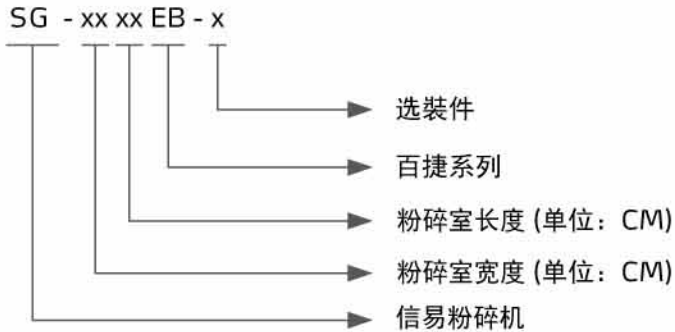 SG - xx xx EB - x
选裝件
百捷系列
粉碎室长度 (单位：CM)
粉碎室宽度 (单位：CM)
信易粉碎机